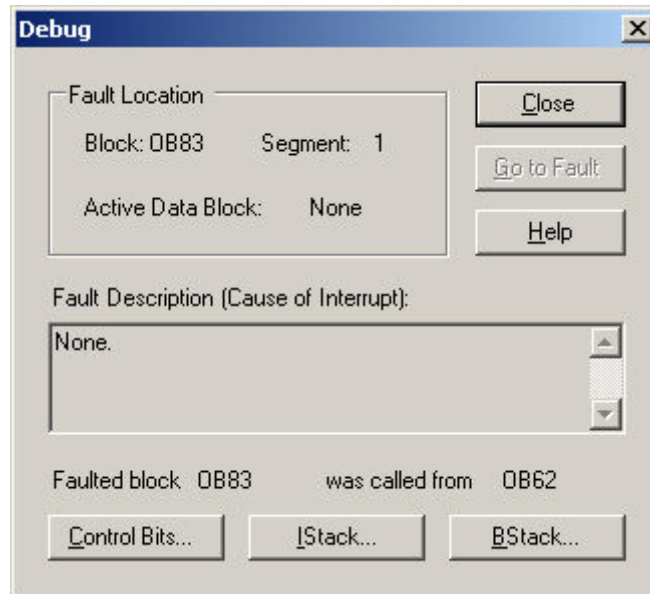 Debug
Fault Location
Block: OB83 Segment: 1
Active Data Block: None
Close
Go to Fault
Help
Fault Description (Cause of Interrupt):
None.
Faulted block OB83 was called from OB62
Control Bits... IStack... BStack...